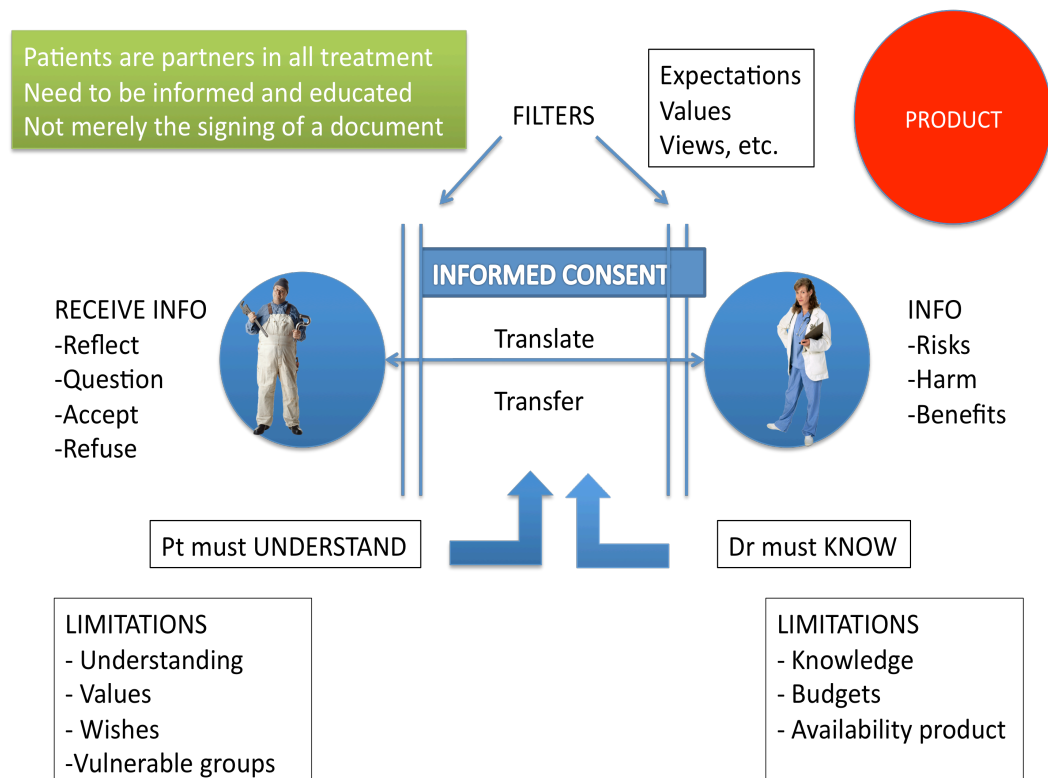 Patients are partners in all treatment
Need to be informed and educated
Not merely the signing of a document
FILTERS
Expectations
Values
Views, etc.
PRODUCT
INFORMED CONSENT
RECEIVE INFO
-Reflect
-Question
-Accept
-Refuse
Translate
Transfer
INFO
-Risks
-Harm
-Benefits
Pt must UNDERSTAND
Dr must KNOW
LIMITATIONS
- Understanding
- Values
- Wishes
-Vulnerable groups
LIMITATIONS
- Knowledge
- Budgets
- Availability product